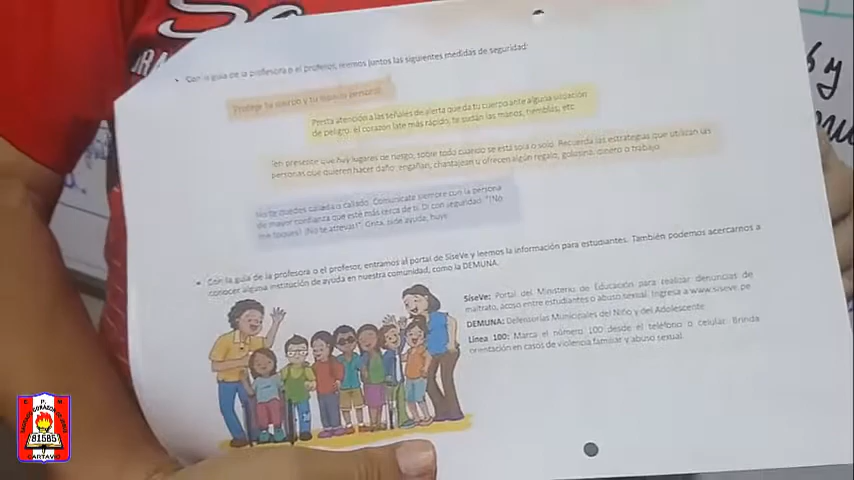 Con la guía de la profesora o el profesor, leemos juntos las siguientes medidas de seguridad:
Protege tu cuerpo y tu espacio personal.
Presta atención a las señales de alerta que da tu cuerpo ante alguna situación
de peligro: el corazón late más rápido, te sudan las manos, tiemblas, etc.
Ten presente que hay lugares de riesgo, sobre todo cuando se está sola o solo. Recuerda las estrategias que utilizan las
personas que quieren hacer daño: engañan, chantajean u ofrecen algún regalo, golosina, dinero o trabajo.
No te quedes callada o callado. Comunícate siempre con la persona
de mayor confianza que esté más cerca de ti. Di con seguridad: "¡No
me toques! ¡No te atrevas!". Grita, pide ayuda, huye.
Con la guía de la profesora o el profesor, entramos al portal de SiseVe y leemos la información para estudiantes. También podemos acercarnos a
conocer alguna institución de ayuda en nuestra comunidad, como la DEMUNA.
SíseVe: Portal del Ministerio de Educación para realizar denuncias de
maltrato, acoso entre estudiantes o abuso sexual. Ingresa a www.siseve.pe
DEMUNA: Defensorías Municipales del Niño y del Adolescente.
Línea 100: Marca el número 100 desde el teléfono o celular. Brinda
orientación en casos de violencia familiar y abuso sexual.
E. P. M.
SAGRADO CORAZON DE JESUS
81585
CARTAVIO